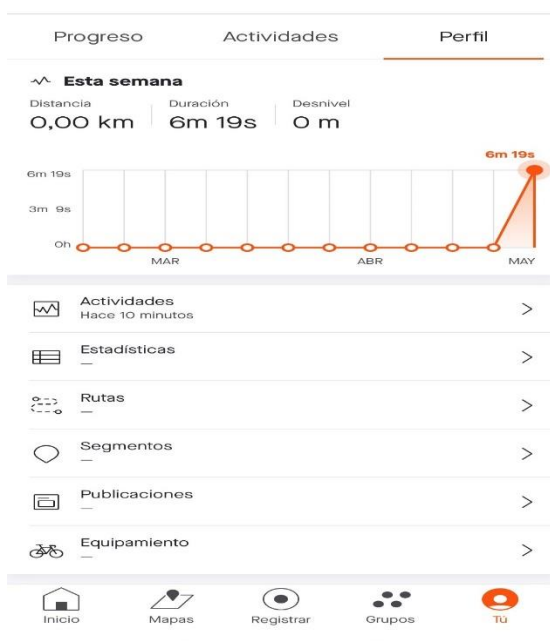 Progreso Actividades Perfil
Esta semana
Distancia Duración Desnivel
0,00 km 6m 19s 0 m
6m 19s
6m 19s
3m 9s
0h
MAR ABR MAY
Actividades
Hace 10 minutos
Estadísticas
—
Rutas
—
Segmentos
—
Publicaciones
—
Equipamiento
—
Inicio Mapas Registrar Grupos Tú